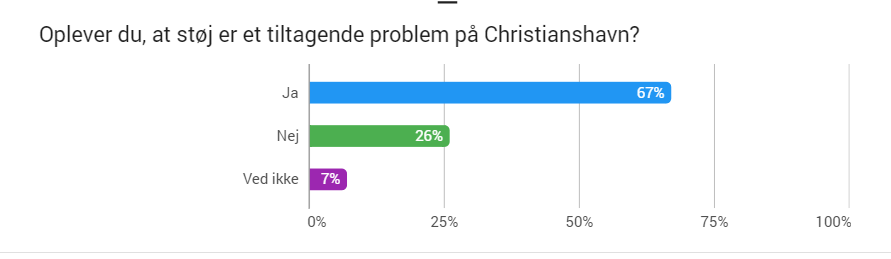 Oplever du, at støj er et tiltagende problem på Christianshavn?
Ja 67%
Nej 26%
Ved ikke 7%
0% 25% 50% 75% 100%